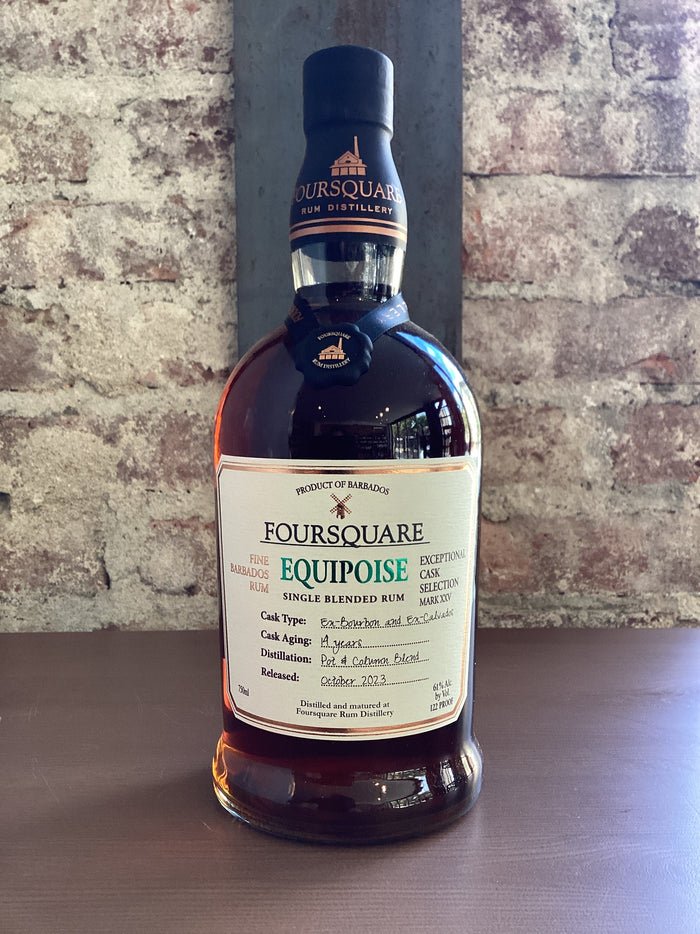 FOURSQUARE
RUM DISTILLERY
FOURSQUARE
RUM DISTILLERY
PRODUCT OF BARBADOS
FOURSQUARE
FINE
BARBADOS
RUM
EQUIPOISE
EXCEPTIONAL
CASK
SELECTION
MARK XXV
SINGLE BLENDED RUM
Cask Type: Ex-Bourbon and Ex-Calvados
Cask Aging: 14 years
Distillation: Pot & Column Blend
Released: October 2023
750ml
61% Alc
by Vol.
122 PROOF
Distilled and matured at
Foursquare Rum Distillery